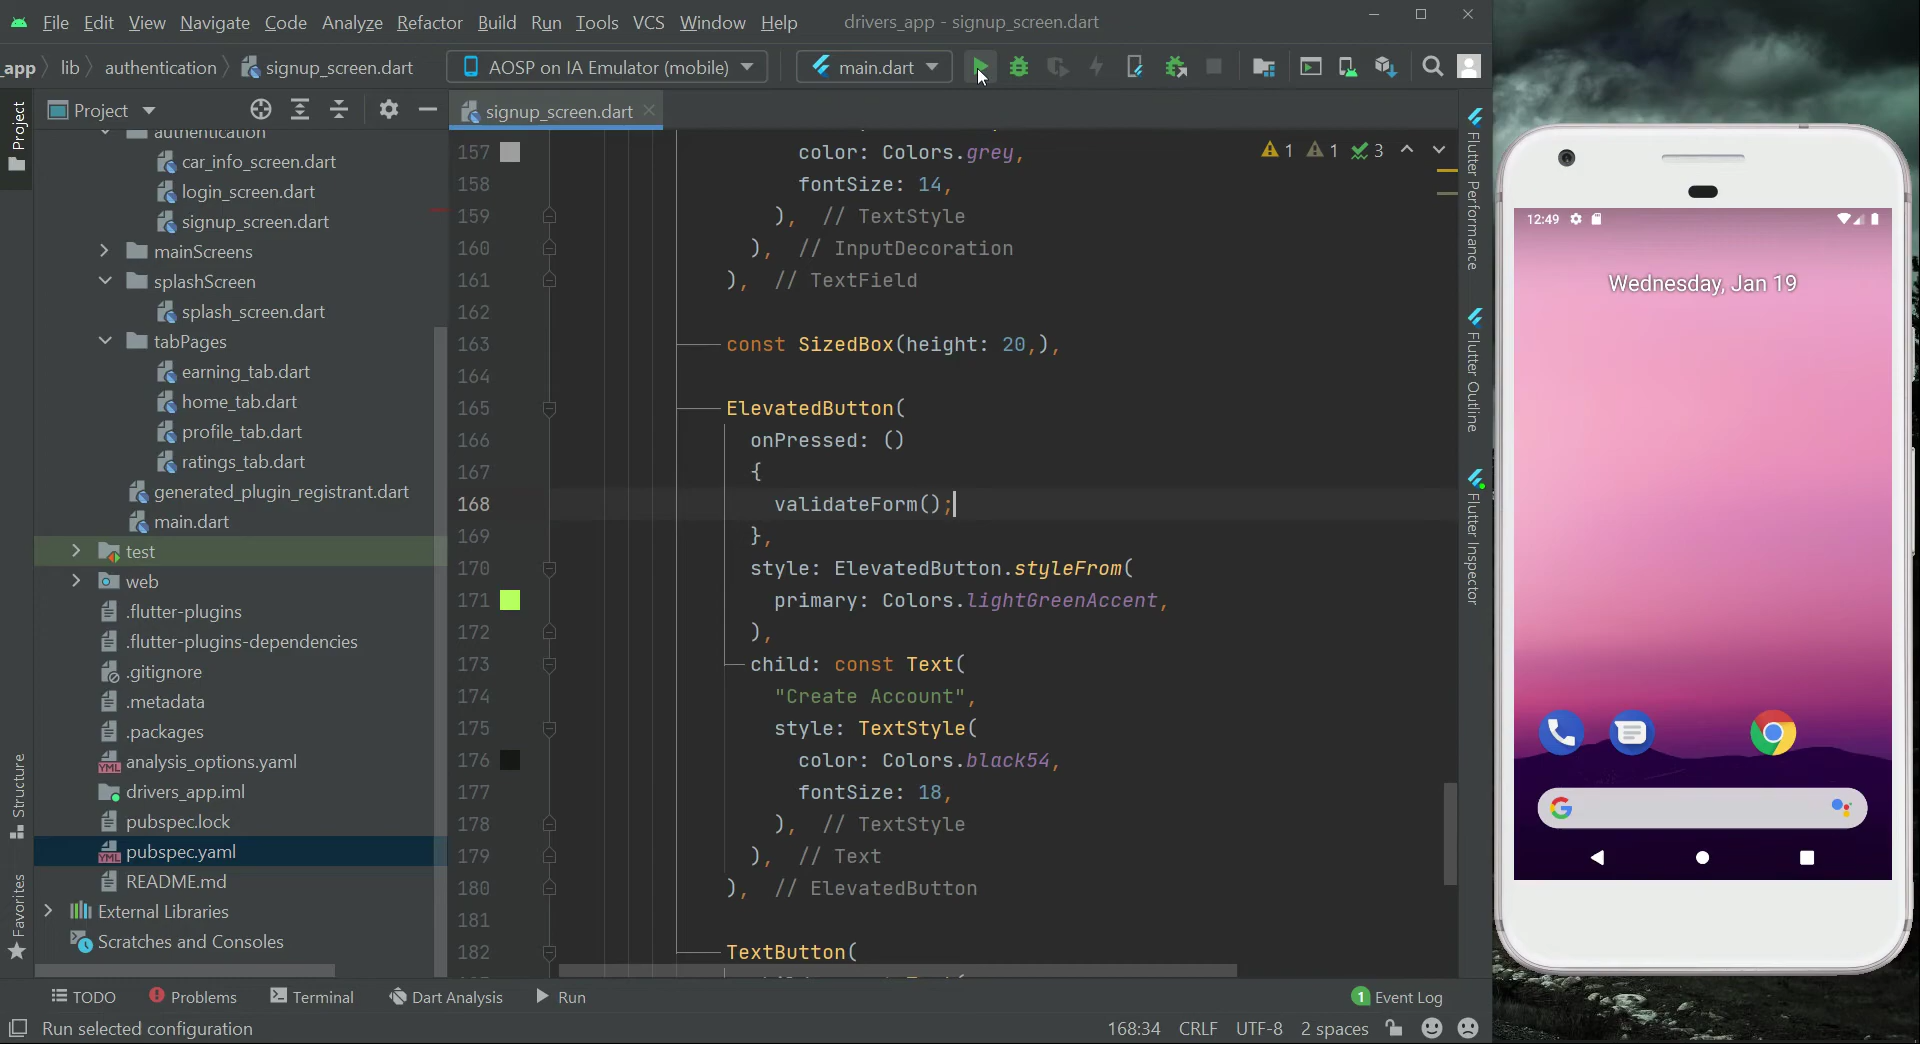 File Edit View Navigate Code Analyze Refactor Build Run Tools VCS Window Help drivers_app - signup_screen.dart
_app lib authentication signup_screen.dart AOSP on IA Emulator (mobile) main.dart
Project
Project
signup_screen.dart
authentication
car_info_screen.dart
login_screen.dart
signup_screen.dart
mainScreens
splashScreen
splash_screen.dart
tabPages
earning_tab.dart
home_tab.dart
profile_tab.dart
ratings_tab.dart
generated_plugin_registrant.dart
main.dart
test
web
.flutter-plugins
.flutter-plugins-dependencies
.gitignore
.metadata
.packages
analysis_options.yaml
drivers_app.iml
pubspec.lock
pubspec.yaml
README.md
External Libraries
Scratches and Consoles
Structure
Favorites
1 1 3
157 color: Colors.grey,
158 fontSize: 14,
159 ), // TextStyle
160 ), // InputDecoration
161 ), // TextField
162
163 const SizedBox(height: 20,),
164
165 ElevatedButton(
166 onPressed: ()
167 {
168 validateForm();
169 },
170 style: ElevatedButton.styleFrom(
171 primary: Colors.lightGreenAccent,
172 ),
173 child: const Text(
174 "Create Account",
175 style: TextStyle(
176 color: Colors.black54,
177 fontSize: 18,
178 ), // TextStyle
179 ), // Text
180 ), // ElevatedButton
181
182 TextButton(
Flutter Performance
Flutter Outline
Flutter Inspector
12:49
Wednesday, Jan 19
TODO Problems Terminal Dart Analysis Run 1 Event Log
Run selected configuration 168:34 CRLF UTF-8 2 spaces